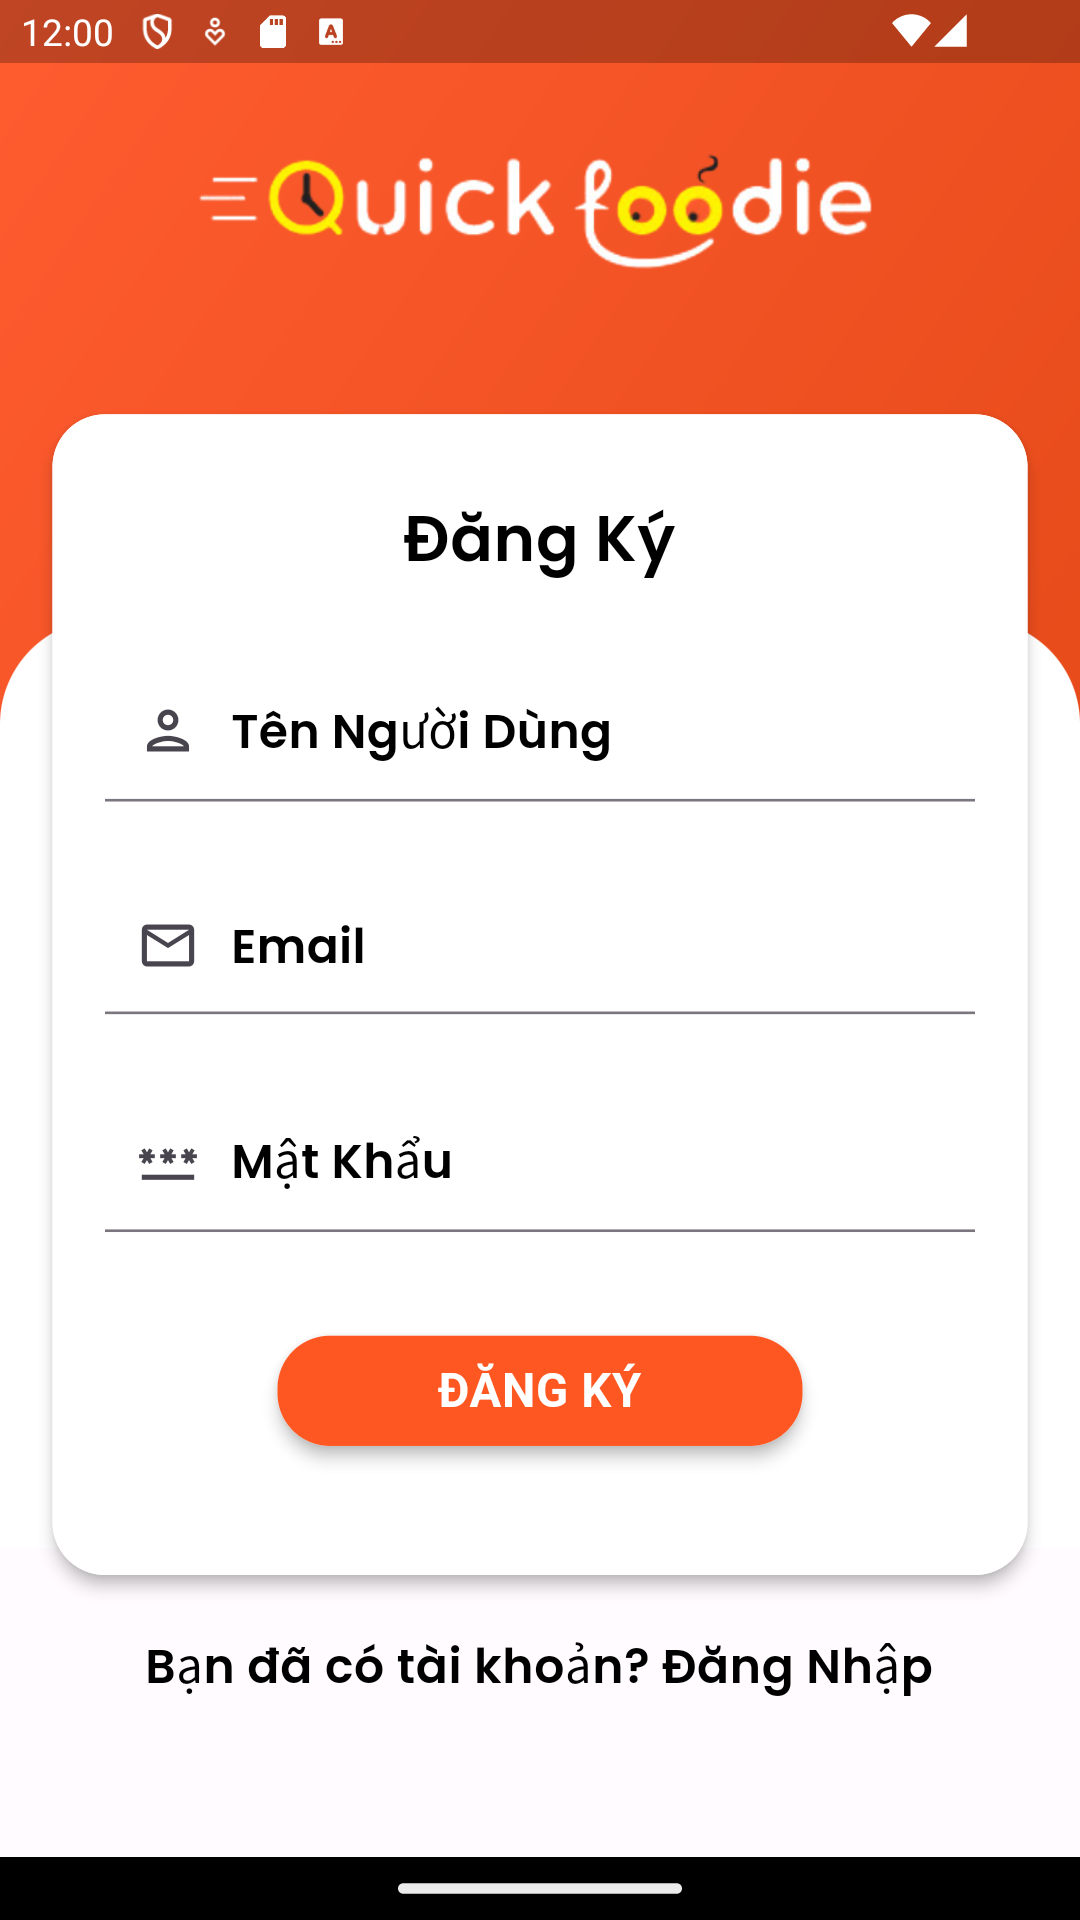 12:00
Quick foodie
Đăng Ký
Tên Người Dùng
Email
Mật Khẩu
ĐĂNG KÝ
Bạn đã có tài khoản? Đăng Nhập